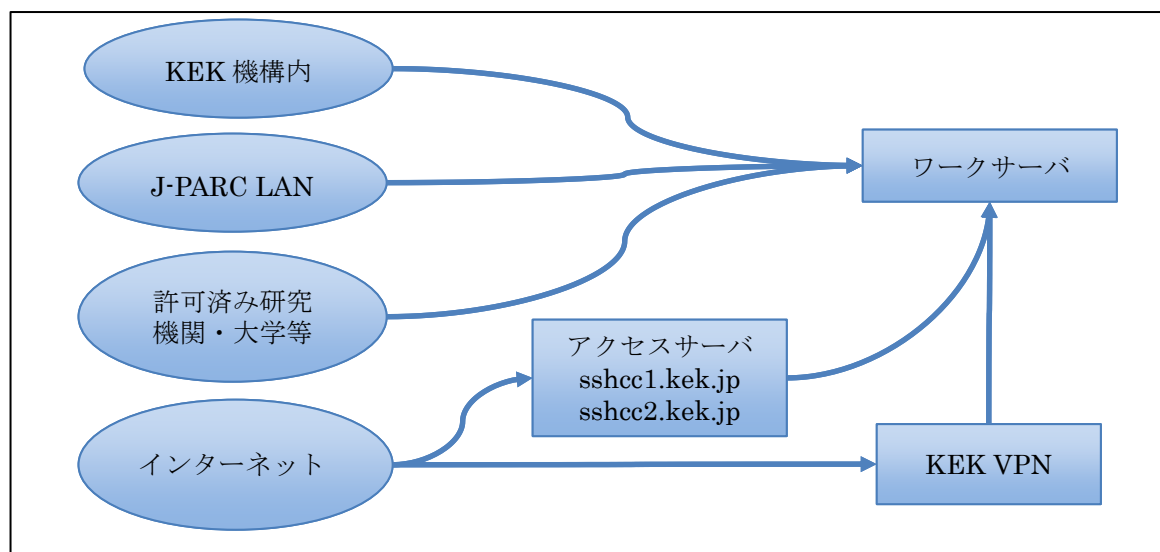 KEK 機構内
J-PARC LAN
ワークサーバ
許可済み研究
機関・大学等
アクセスサーバ
sshcc1.kek.jp
sshcc2.kek.jp
インターネット
KEK VPN